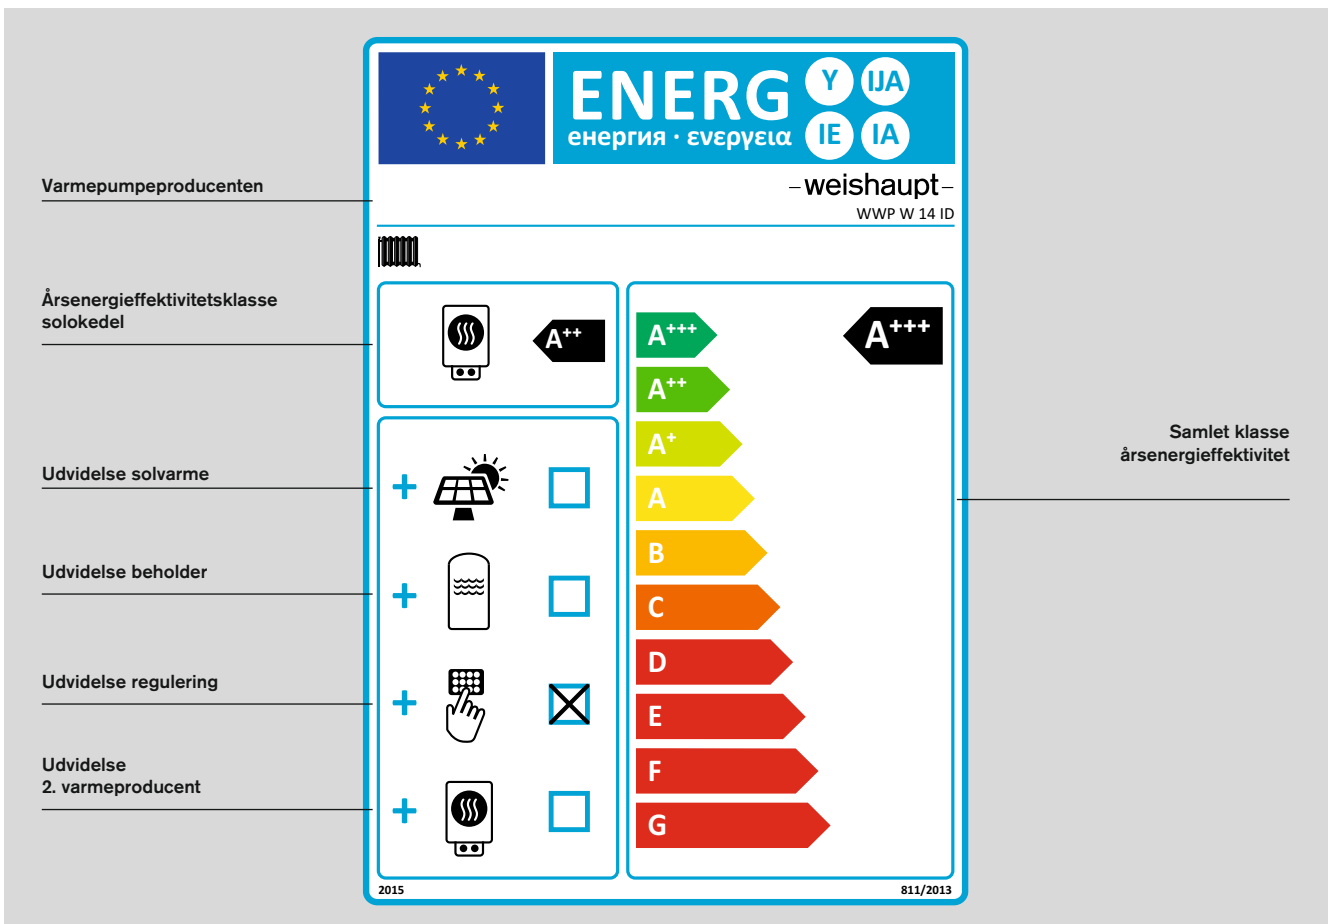 ENERG
Y
IJA
IE
IA
енергия · ενεργεια
Varmepumpeproducenten
–weishaupt–
WWP W 14 ID
Årsenergieffektivitetsklasse
solokedel
A++
A+++
A+++
A++
A+
A
B
C
D
E
F
G
Samlet klasse
årsenergieffektivitet
Udvidelse solvarme
+
Udvidelse beholder
+
Udvidelse regulering
+
Udvidelse
2. varmeproducent
+
2015
811/2013